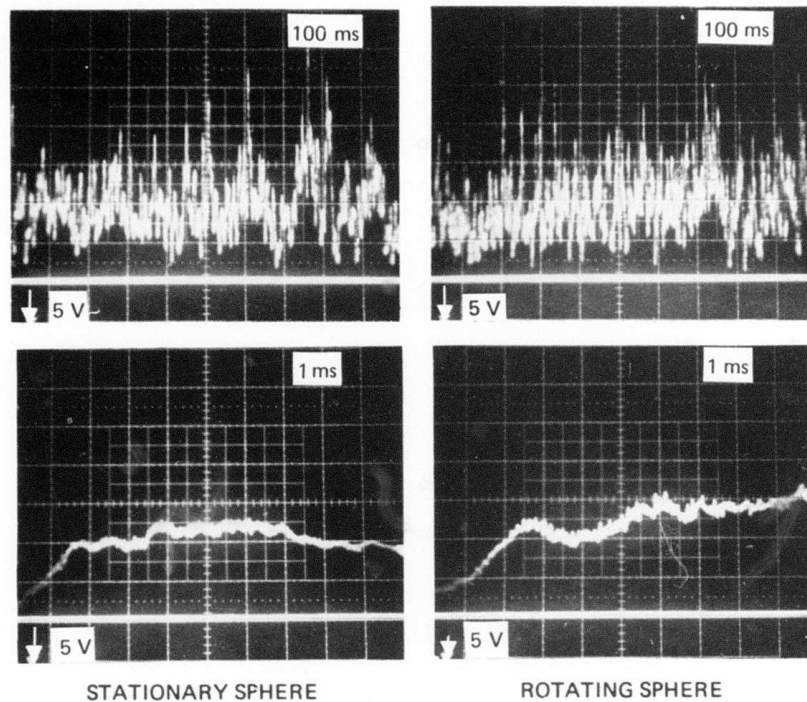 100 ms
100 ms
5 V
5 V
1 ms
1 ms
5 V
5 V
STATIONARY SPHERE
ROTATING SPHERE